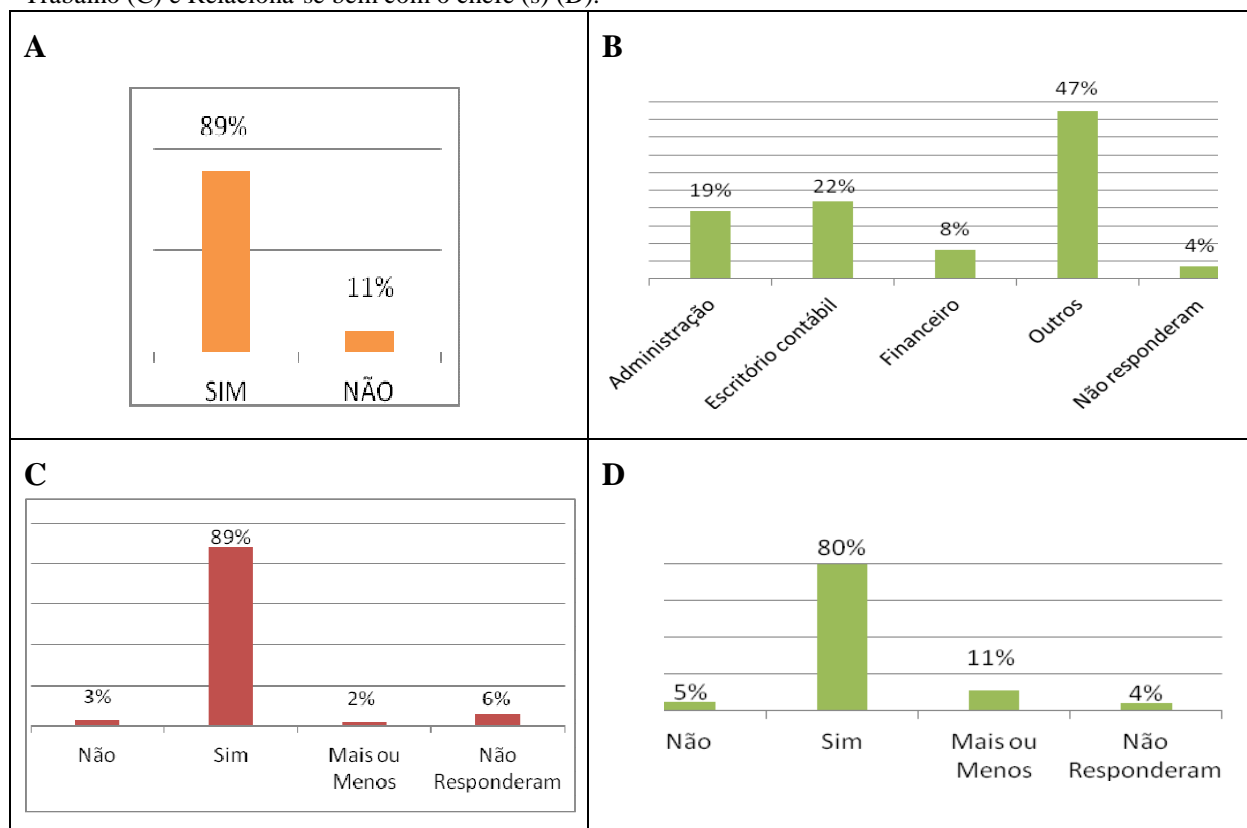 Trabalho (C) e Relaciona-se bem com o chefe (s) (D).
A
89%
11%
SIM NÃO
B
47%
19%
22%
8%
4%
Administração
Escritório contábil
Financeiro
Outros
Não responderam
C
89%
3%
2%
6%
Não Sim Mais ou Não
Menos Responderam
D
80%
5%
11%
4%
Não Sim Mais ou Não
Menos Responderam